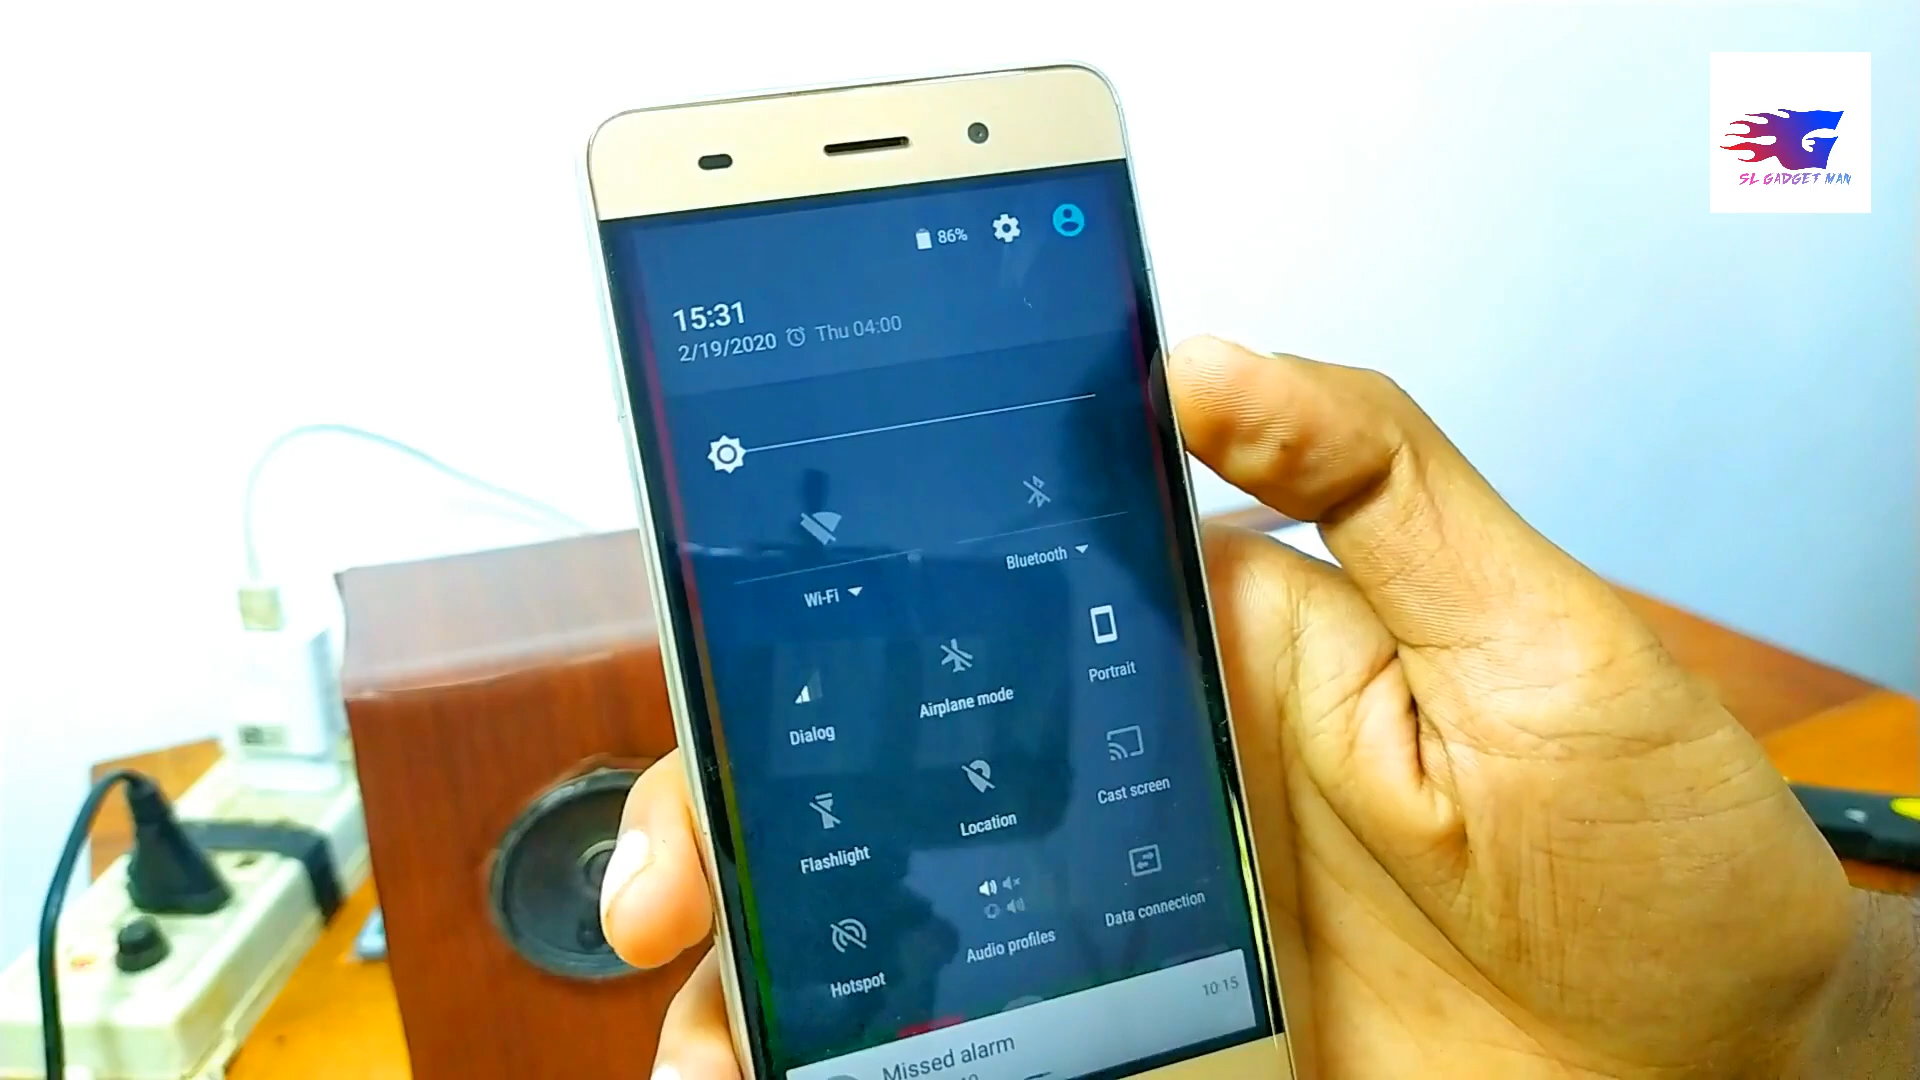 SL GADGET MAN
86%
15:31
2/19/2020 Thu 04:00
Bluetooth
Wi-Fi
Portrait
Airplane mode
Dialog
Cast screen
Location
Flashlight
Data connection
Audio profiles
Hotspot
10:15
Missed alarm